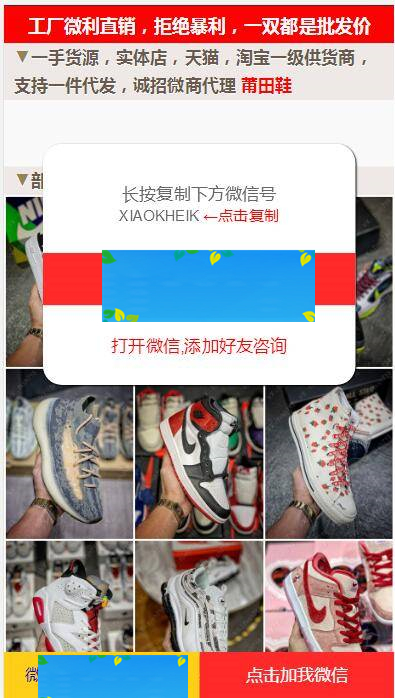 工厂微利直销，拒绝暴利，一双都是批发价
▼一手货源，实体店，天猫，淘宝一级供货商，
支持一件代发，诚招微商代理 莆田鞋
▼部
长按复制下方微信号
XIAOKHEIK ←点击复制
打开微信,添加好友咨询
微
点击加我微信